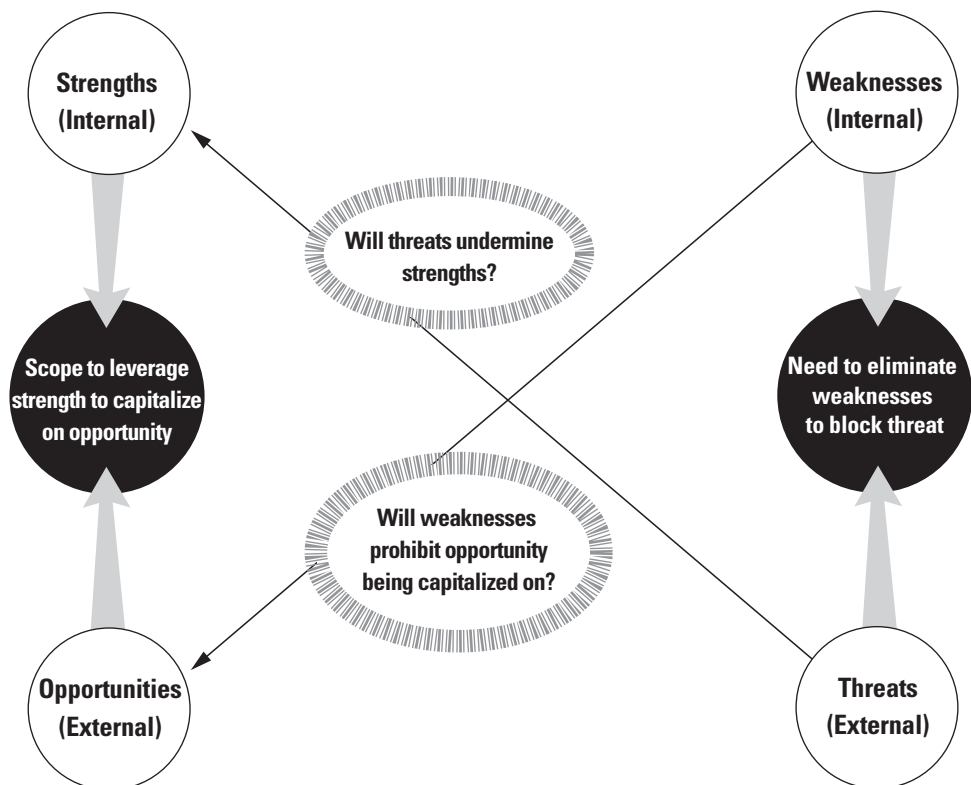 Strengths
(Internal)
Weaknesses
(Internal)
Will threats undermine
strengths?
Scope to leverage
strength to capitalize
on opportunity
Need to eliminate
weaknesses
to block threat
Will weaknesses
prohibit opportunity
being capitalized on?
Opportunities
(External)
Threats
(External)